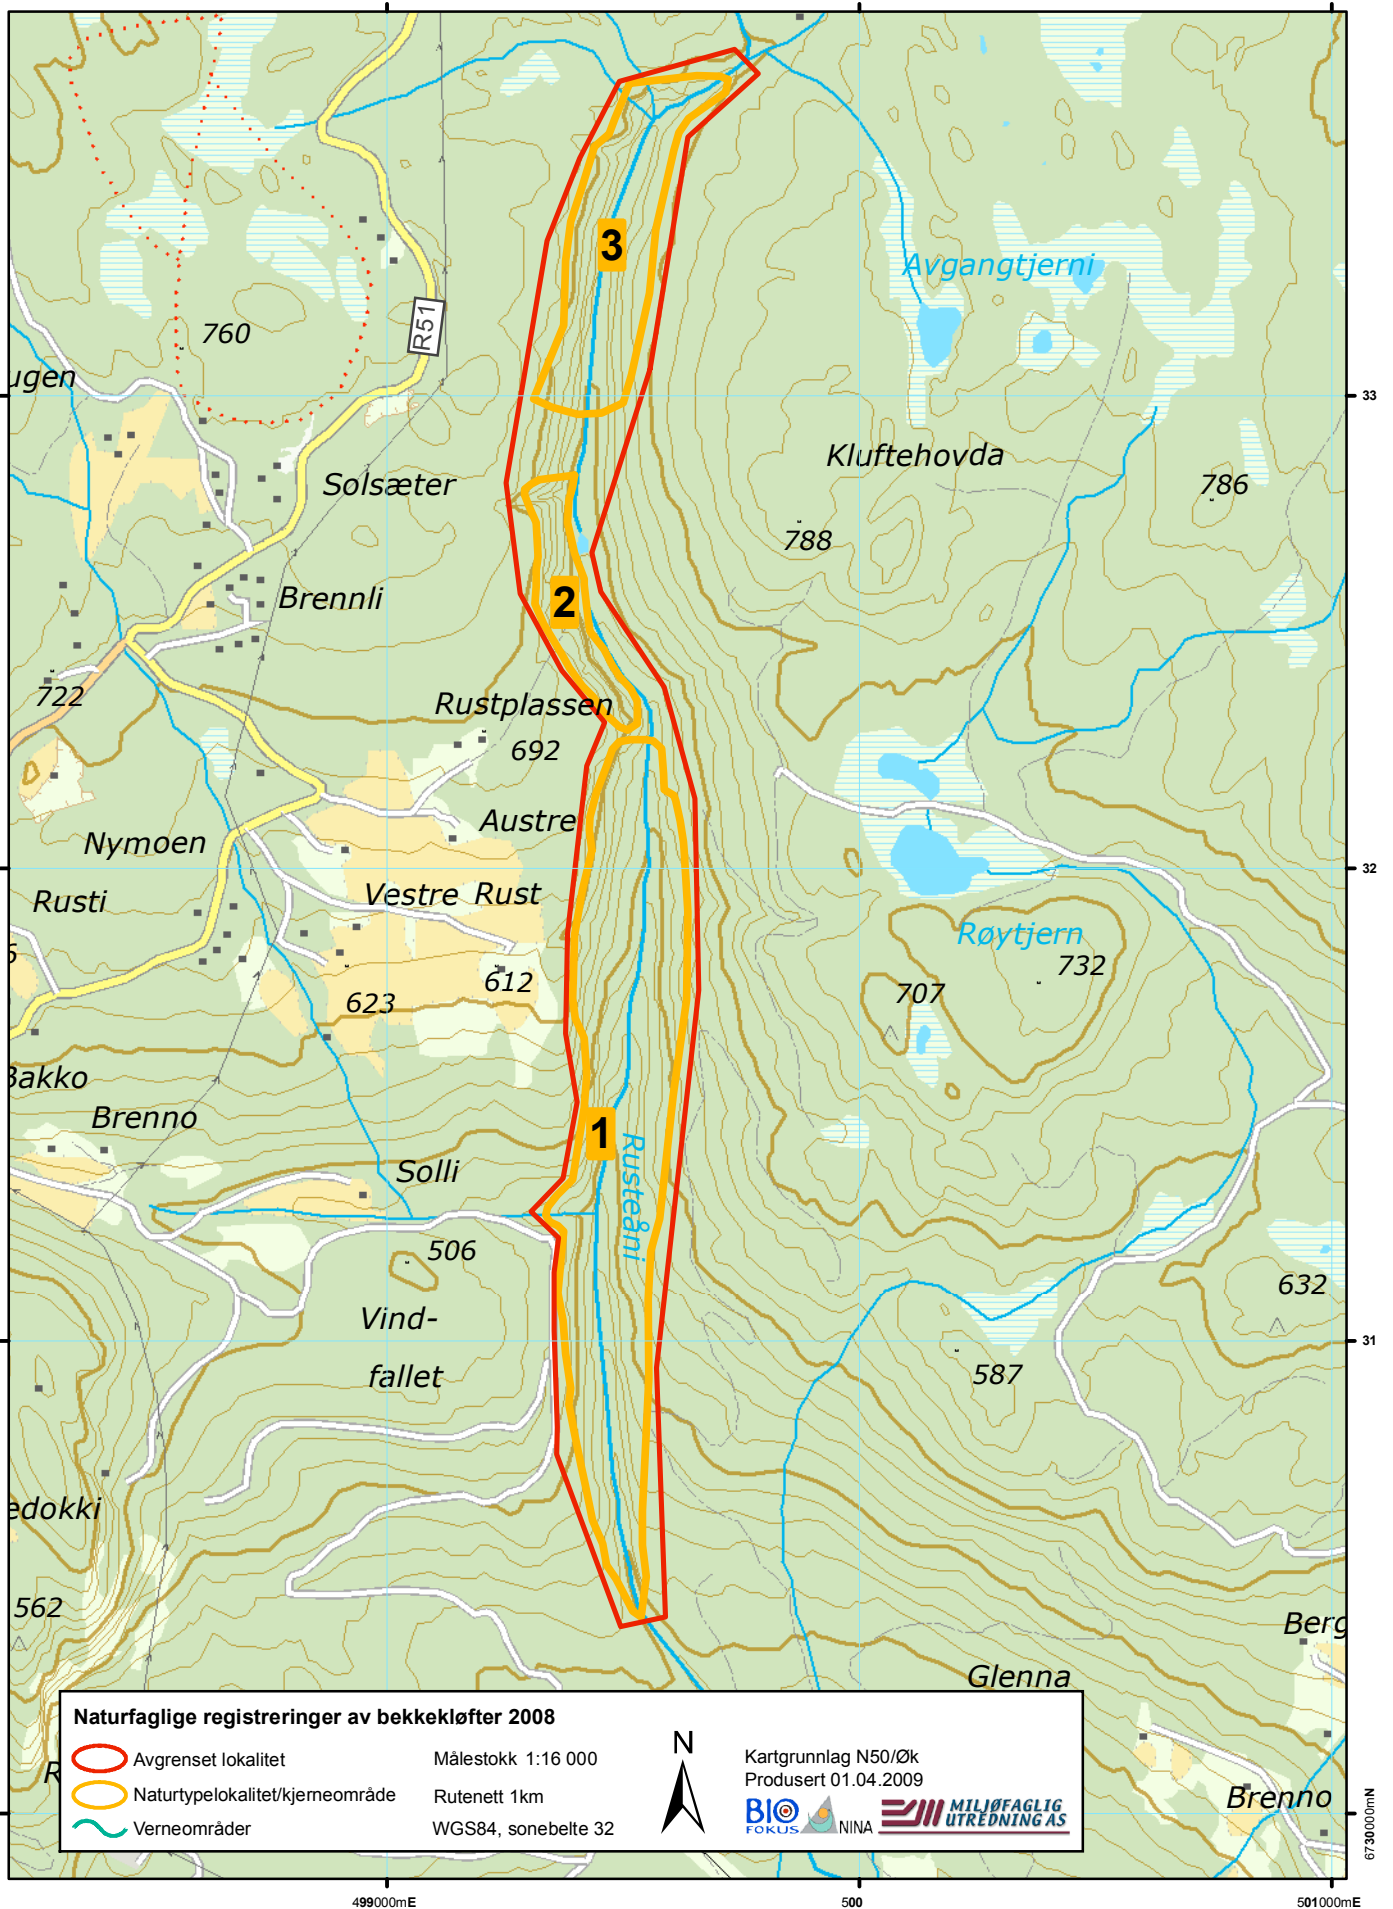 Avgangtjerni
3
760
R51
ugen
33
Kluftehovda
Solsæter
786
788
Brennli
2
722
Rustplassen
692
Austre
Nymoen
32
Vestre Rust
Rusti
Røytjern
732
612
707
623
Bakko
Brenno
1
Rusteåni
Solli
506
632
Vind-
fallet
31
587
edokki
562
Berg
Glenna
Naturfaglige registreringer av bekkekløfter 2008
Avgrenset lokalitet
Målestokk 1:16 000
N
Kartgrunnlag N50/Øk
Produsert 01.04.2009
Naturtypelokalitet/kjerneområde
Rutenett 1km
Verneområder
WGS84, sonebelte 32
BIO
FOKUS
NINA
MILJØFAGLIG
UTREDNING AS
R
Brenno
6730000mN
499000mE
500
501000mE